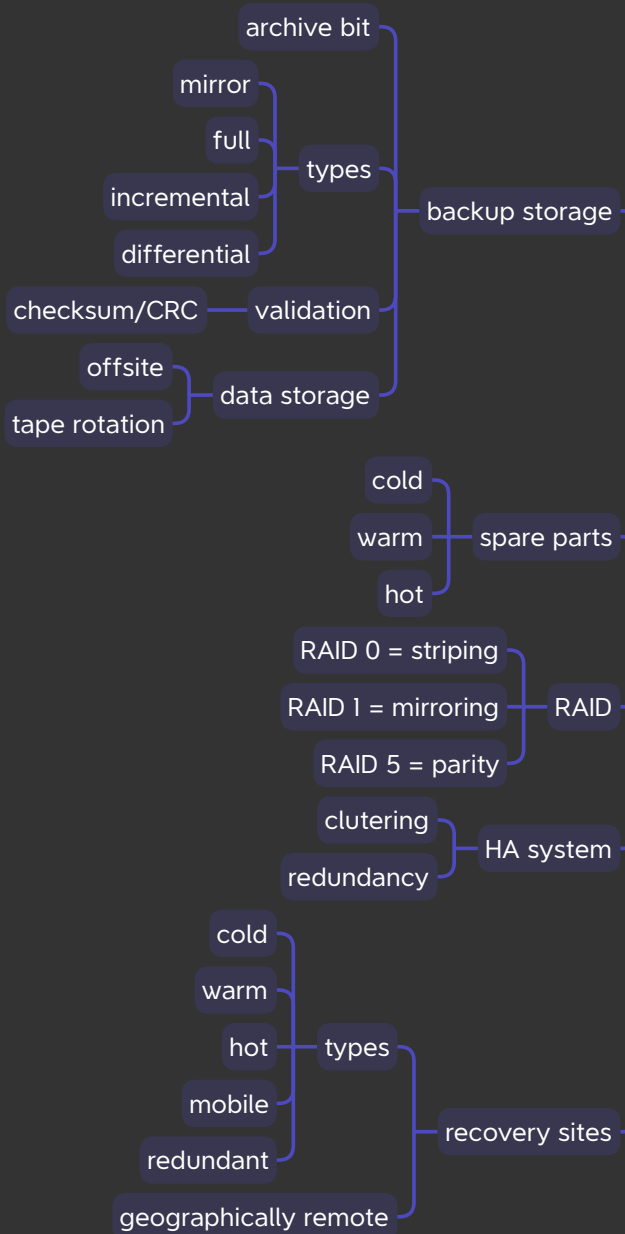 archive bit
mirror
full
types
incremental
backup storage
differential
checksum/CRC
validation
offsite
data storage
tape rotation
cold
warm
spare parts
hot
RAID 0 = striping
RAID 1 = mirroring
RAID
RAID 5 = parity
clutering
HA system
redundancy
cold
warm
hot
types
mobile
recovery sites
redundant
geographically remote